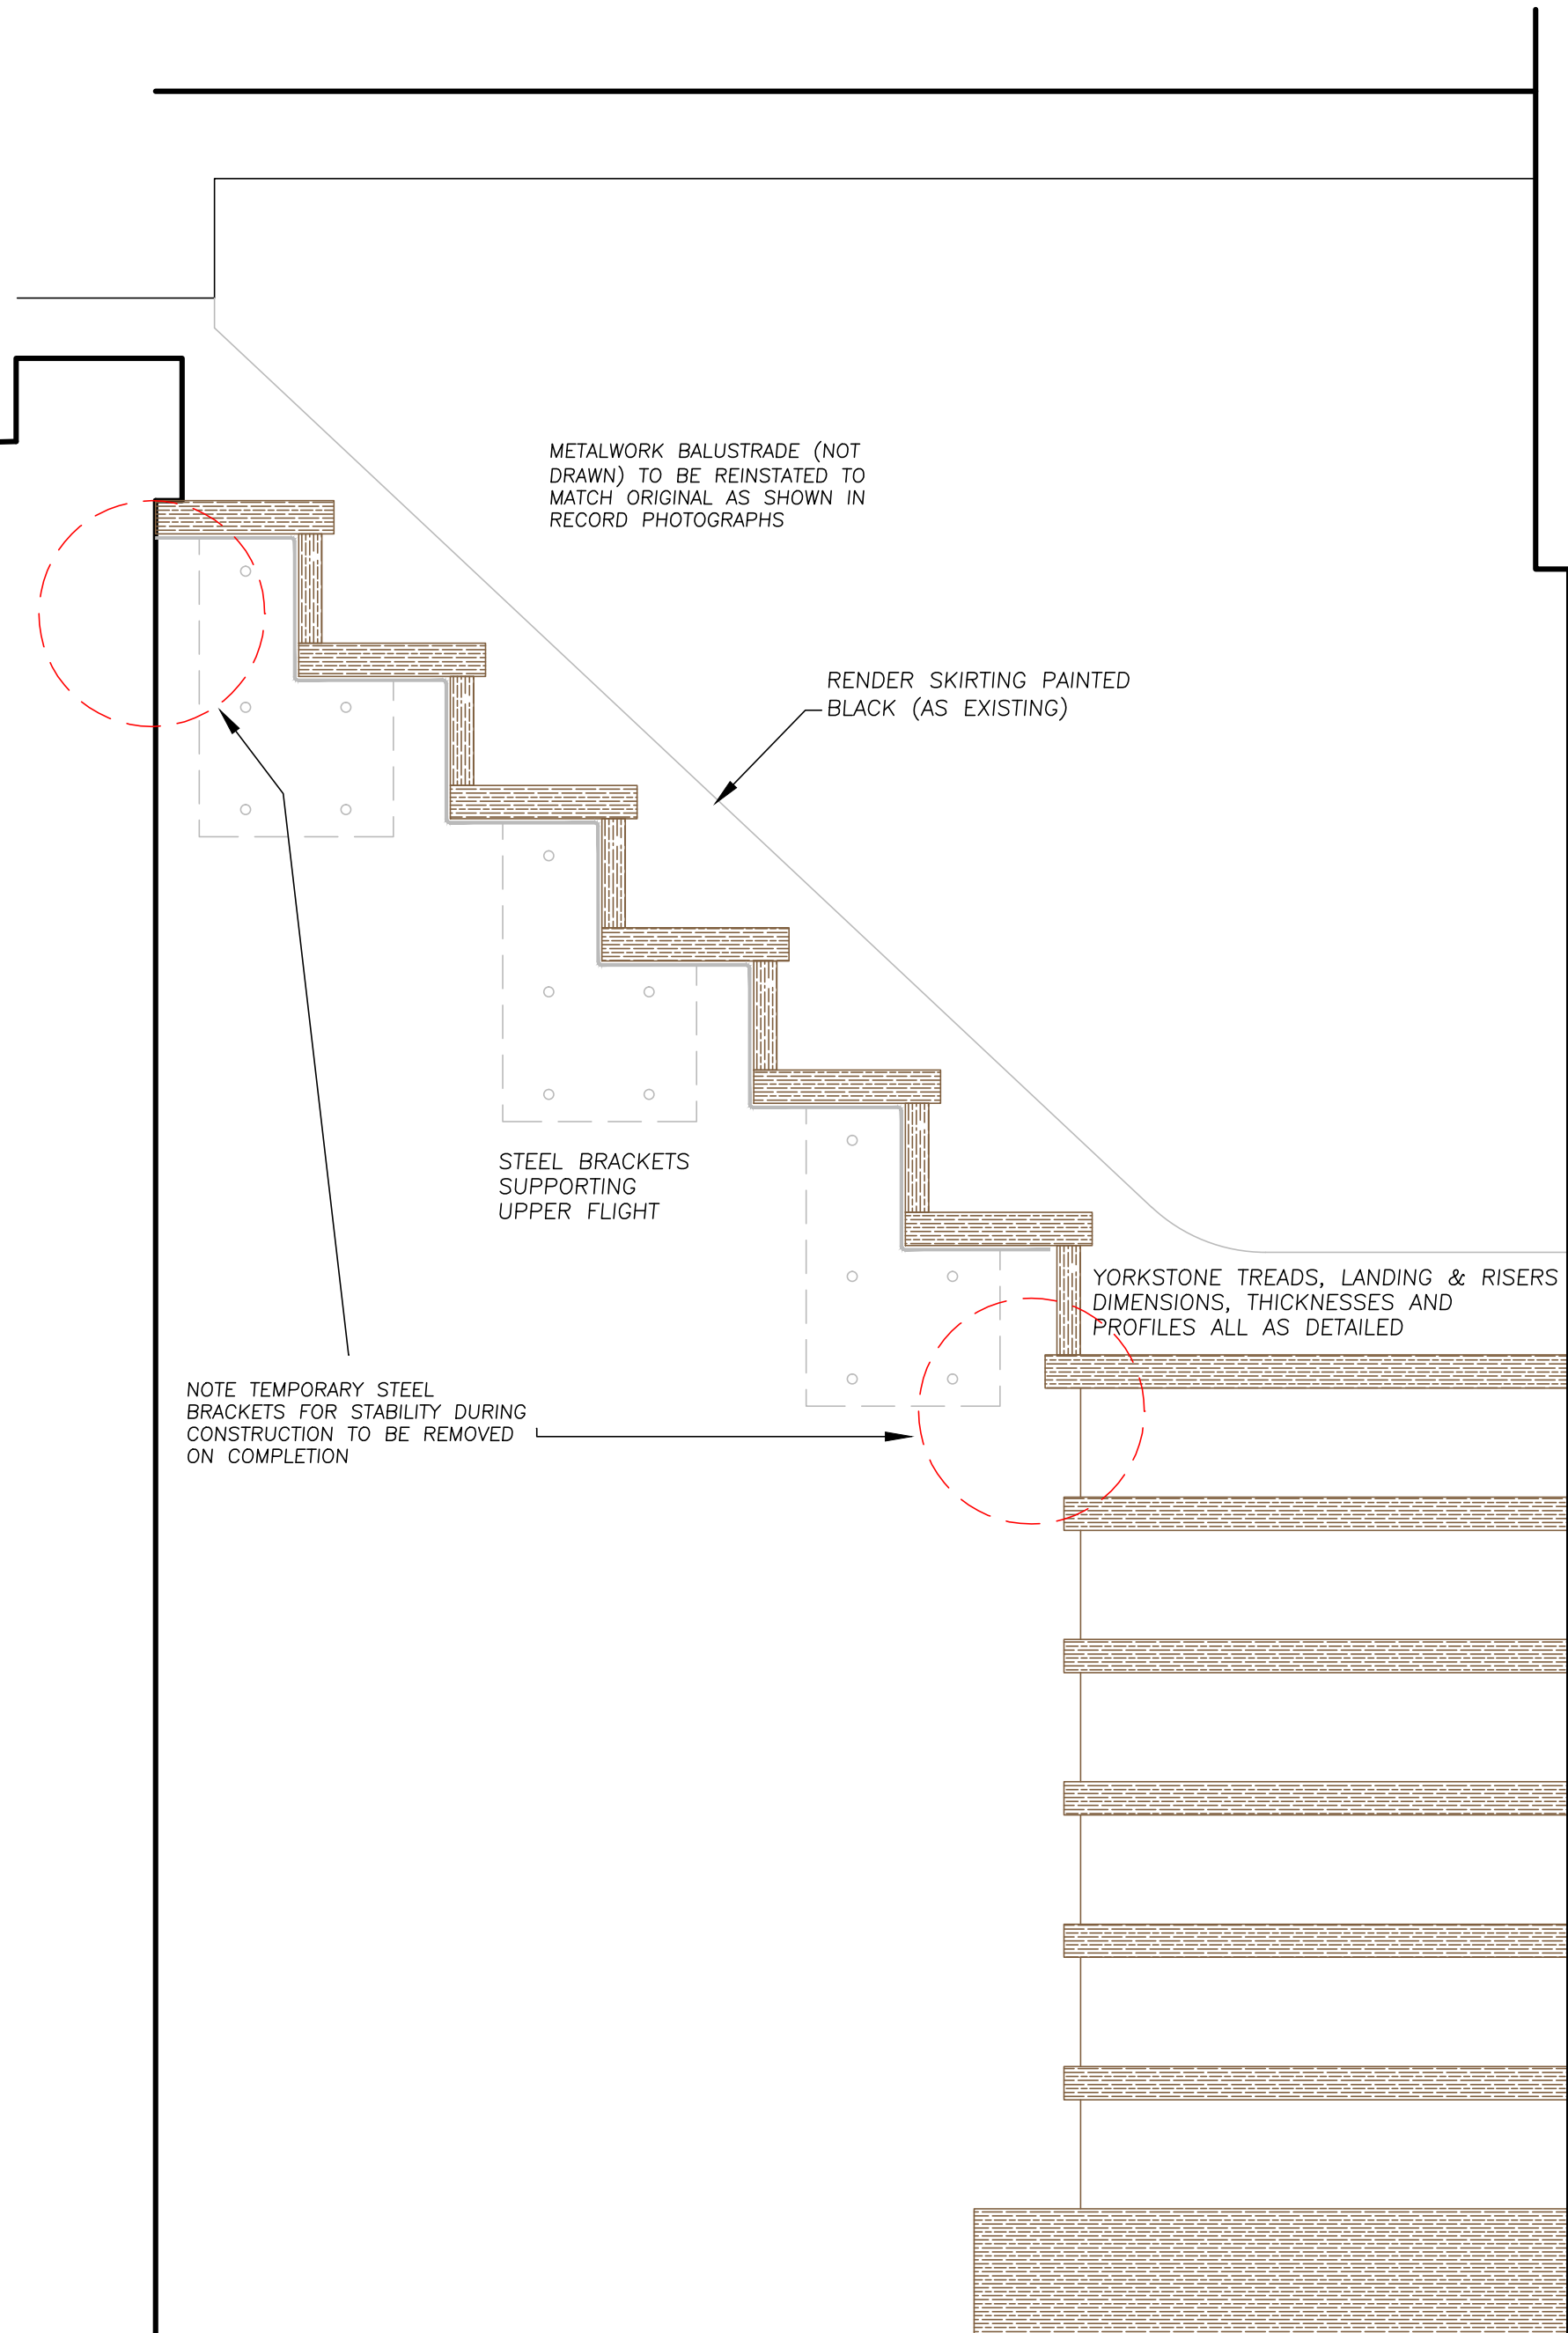 METALWORK BALUSTRADE (NOT
DRAWN) TO BE REINSTATED TO
MATCH ORIGINAL AS SHOWN IN
RECORD PHOTOGRAPHS
RENDER SKIRTING PAINTED
BLACK (AS EXISTING)
STEEL BRACKETS
SUPPORTING
UPPER FLIGHT
YORKSTONE TREADS, LANDING & RISERS
DIMENSIONS, THICKNESSES AND
PROFILES ALL AS DETAILED
NOTE TEMPORARY STEEL
BRACKETS FOR STABILITY DURING
CONSTRUCTION TO BE REMOVED
ON COMPLETION